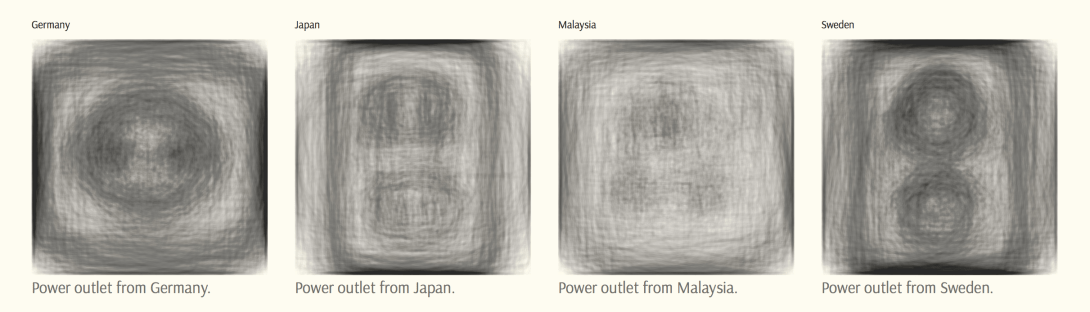 Germany
Japan
Malaysia
Sweden
Power outlet from Germany.
Power outlet from Japan.
Power outlet from Malaysia.
Power outlet from Sweden.